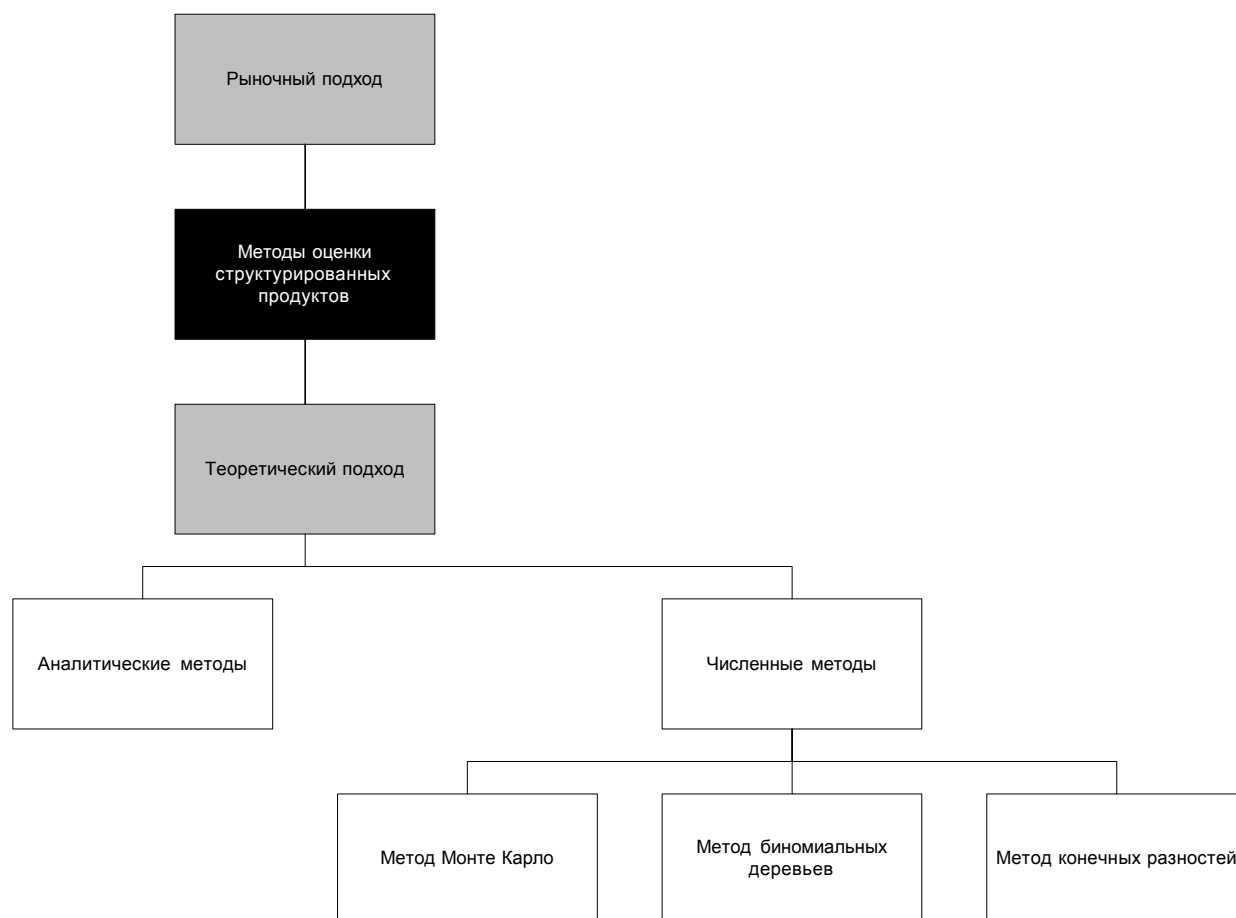 Рыночный подход
Методы оценки
структурированных
продуктов
Теоретический подход
Аналитические методы
Численные методы
Метод Монте Карло
Метод биномиальных
деревьев
Метод конечных разностей